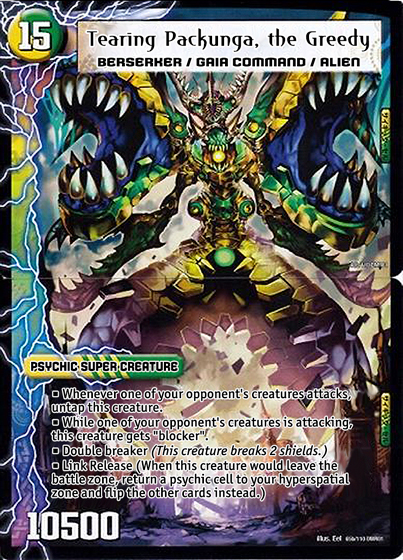 15
Tearing Packunga, the Greedy
BERSERKER / GAIA COMMAND / ALIEN
PSYCHIC SUPER CREATURE
▪ Whenever one of your opponent's creatures attacks,
untap this creature.
▪ While one of your opponent's creatures is attacking,
this creature gets "blocker".
▪ Double breaker (This creature breaks 2 shields.)
▪ Link Release (When this creature would leave the
battle zone, return a psychic cell to your hyperspatial
zone and flip the other cards instead.)
10500
illus. Eel